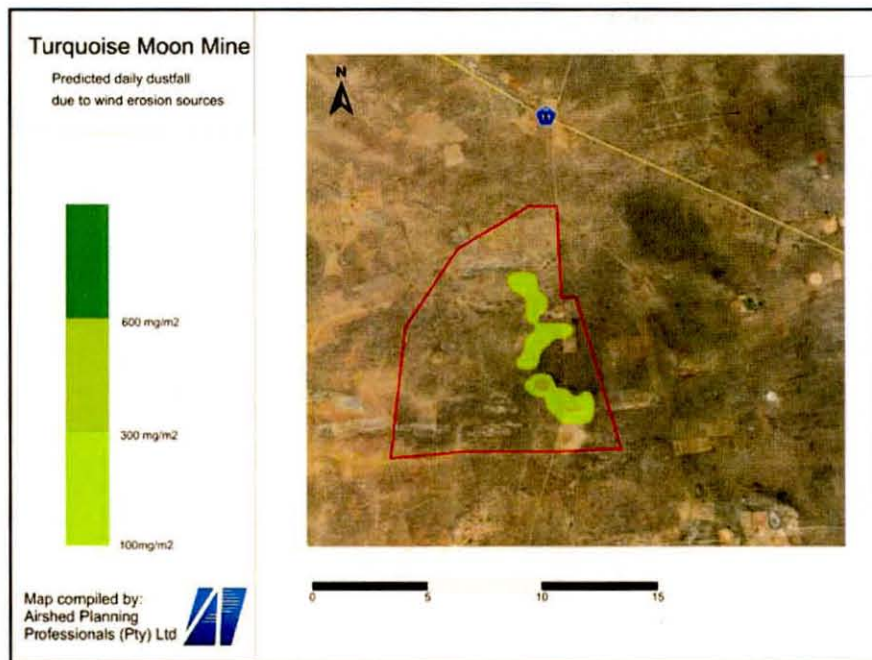 Turquoise Moon Mine
Predicted daily dustfall
due to wind erosion sources
N
11
600 mg/m2
300 mg/m2
100mg/m2
0 5 10 15
Map compiled by:
Airshed Planning
Professionals (Pty) Ltd